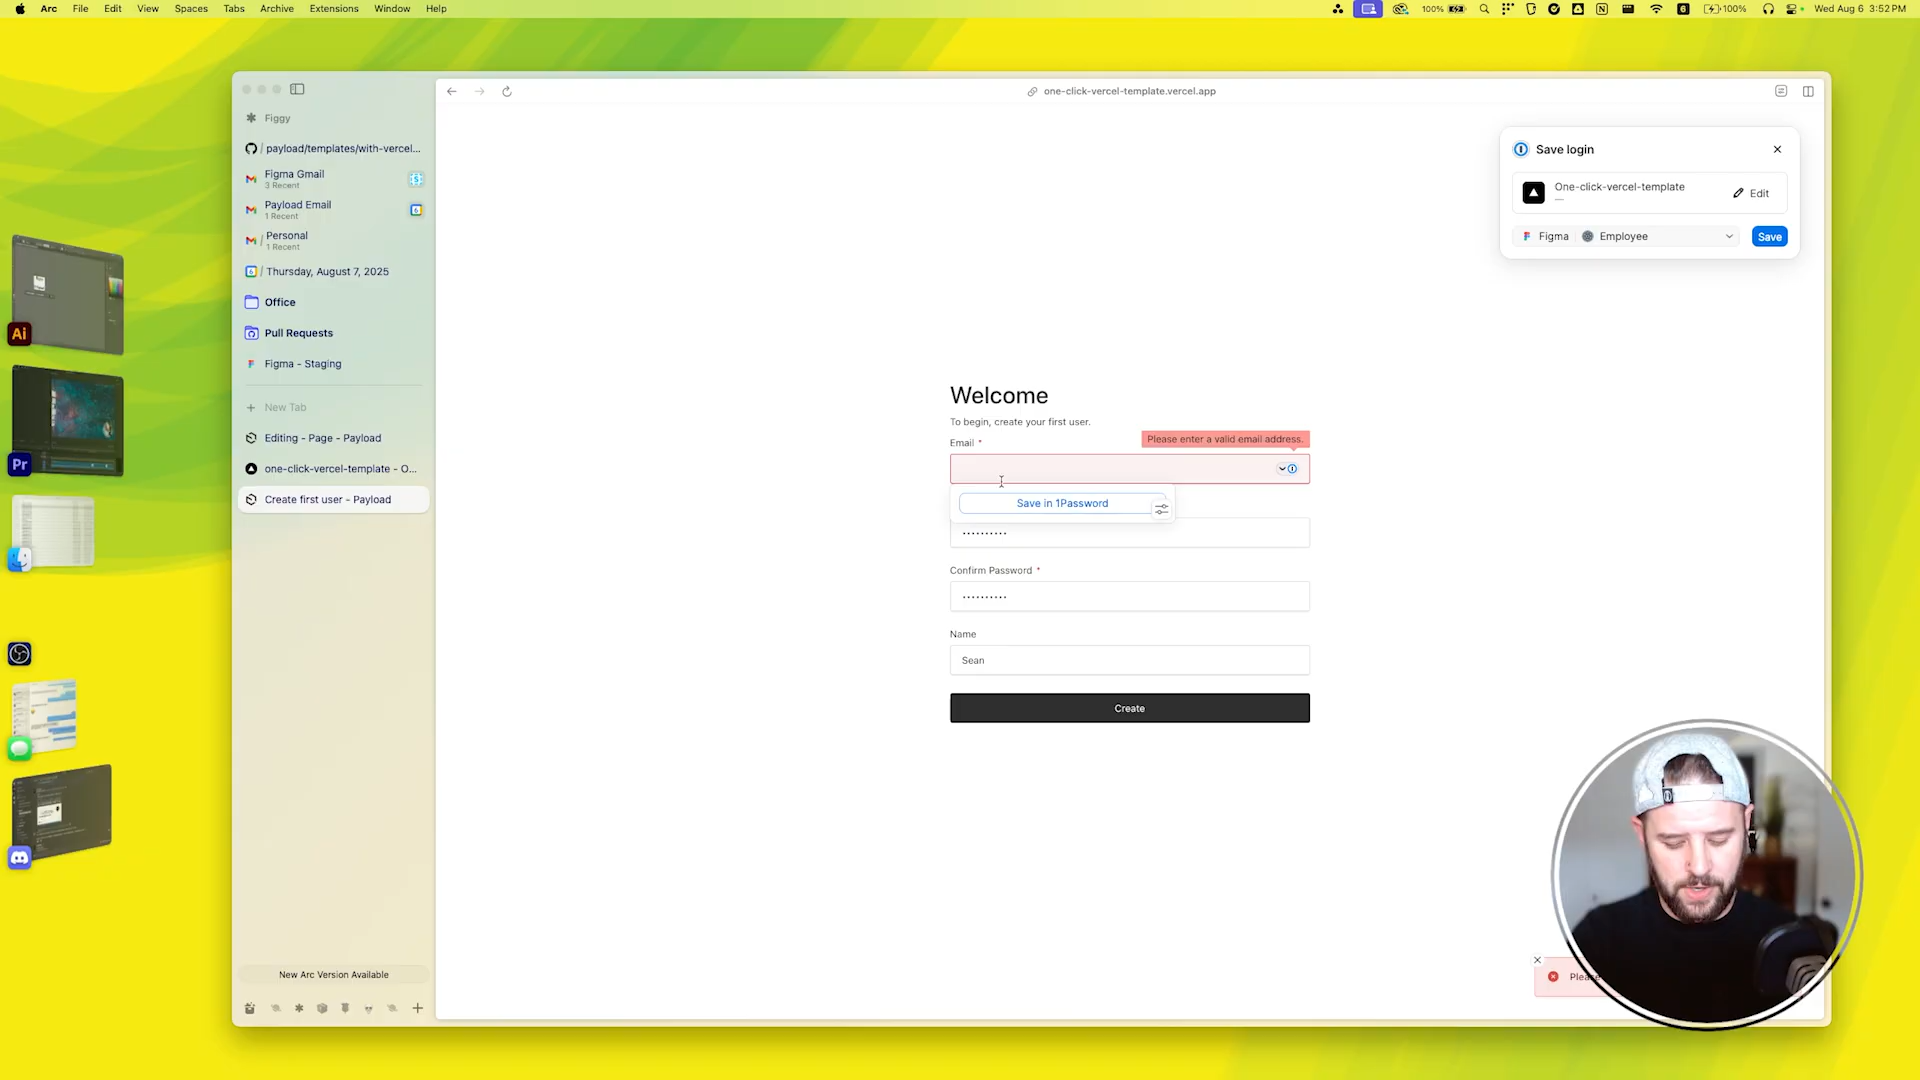 Arc File Edit View Spaces Tabs Archive Extensions Window Help
100% 6 100% Wed Aug 6 3:52 PM
one-click-vercel-template.vercel.app
Figgy
/ payload/templates/with-vercel...
Figma Gmail
3 Recent
Payload Email
1 Recent
/ Personal
1 Recent
/ Thursday, August 7, 2025
Office
Pull Requests
Figma - Staging
+ New Tab
Editing - Page - Payload
one-click-vercel-template - O...
Create first user - Payload
New Arc Version Available
Save login
One-click-vercel-template
—
Edit
Figma Employee
Save
Welcome
To begin, create your first user.
Email *
Please enter a valid email address.
Save in 1Password
••••••••••
Confirm Password *
••••••••••
Name
Sean
Create
Ai
Pr